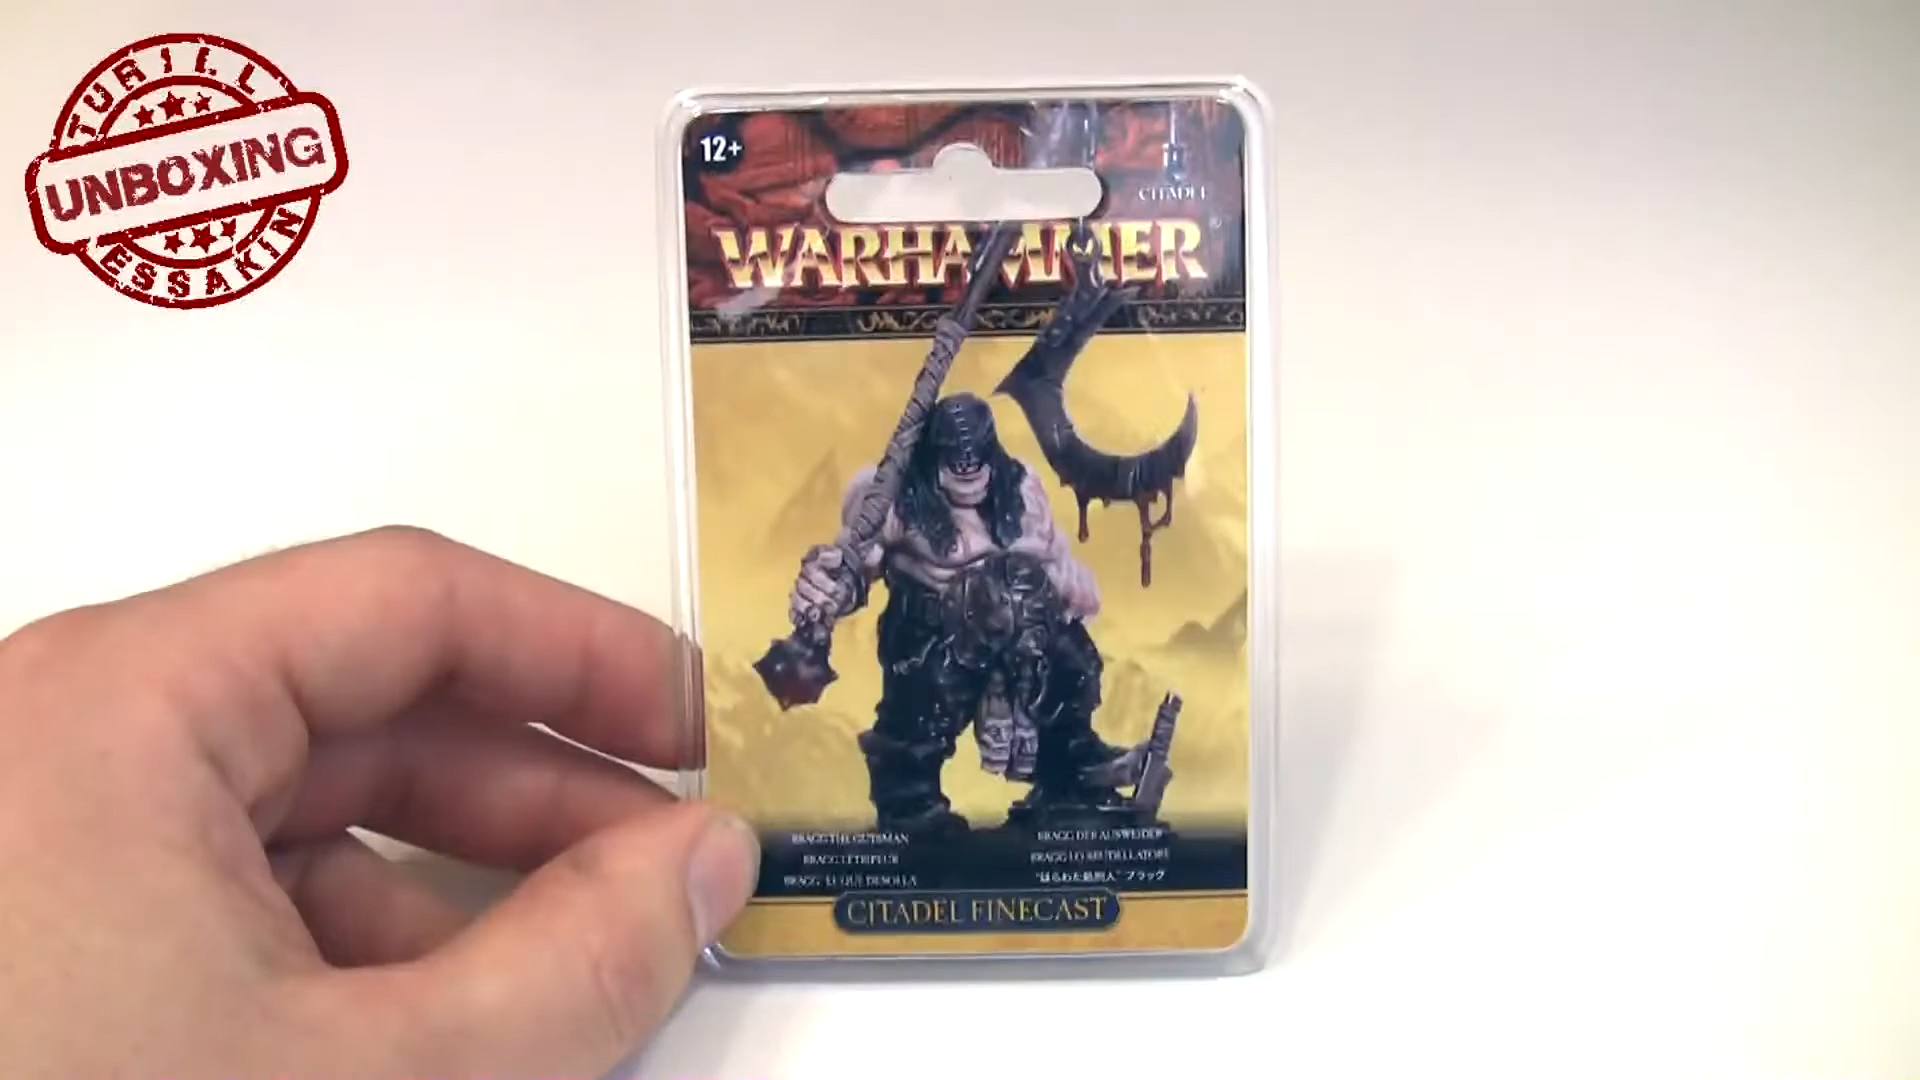 TURIEL
UNBOXING
ESSAKIN
12+
CITADEL
WARHAMMER
BRAGG THE GUTSMAN
BRAGG DER AUSWEIDER
BRAGG L'ETRIPEUR
BRAGG LO SBUDELLATORE
BRAGG EL QUE DESOLLA
ブラッグ
CITADEL FINECAST